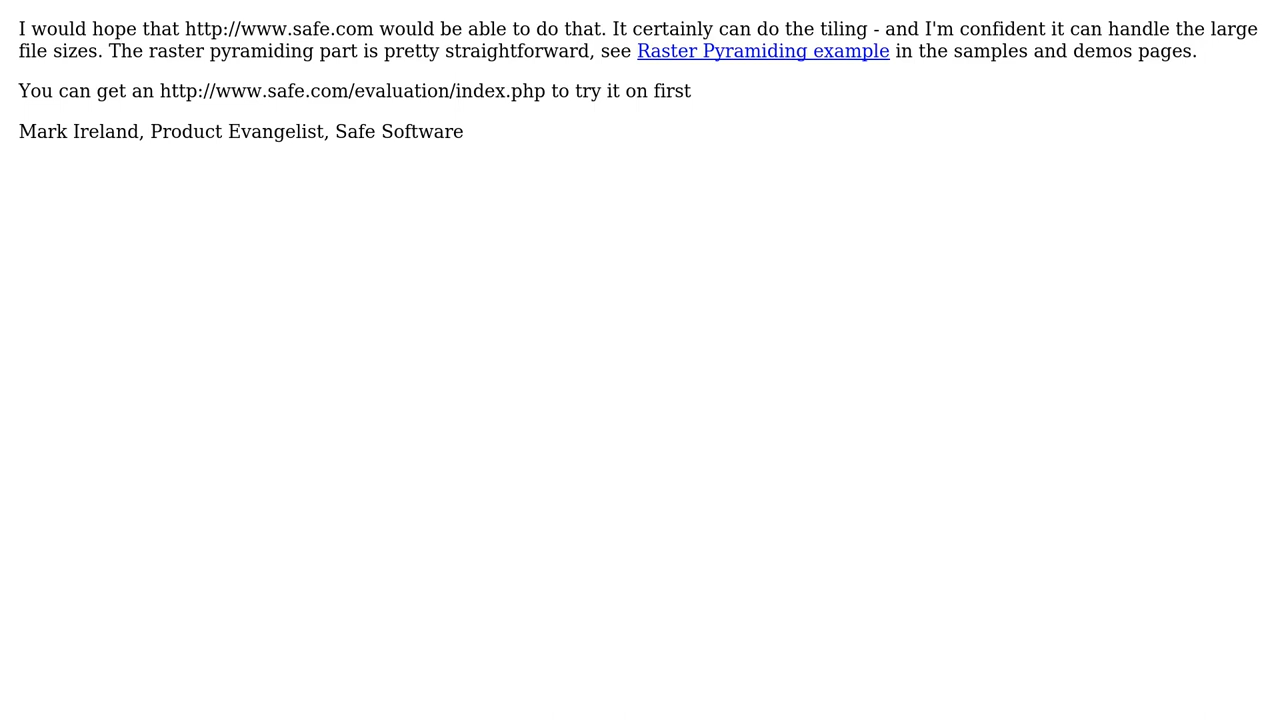 I would hope that http://www.safe.com would be able to do that. It certainly can do the tiling - and I'm confident it can handle the large
file sizes. The raster pyramiding part is pretty straightforward, see Raster Pyramiding example in the samples and demos pages.
You can get an http://www.safe.com/evaluation/index.php to try it on first
Mark Ireland, Product Evangelist, Safe Software